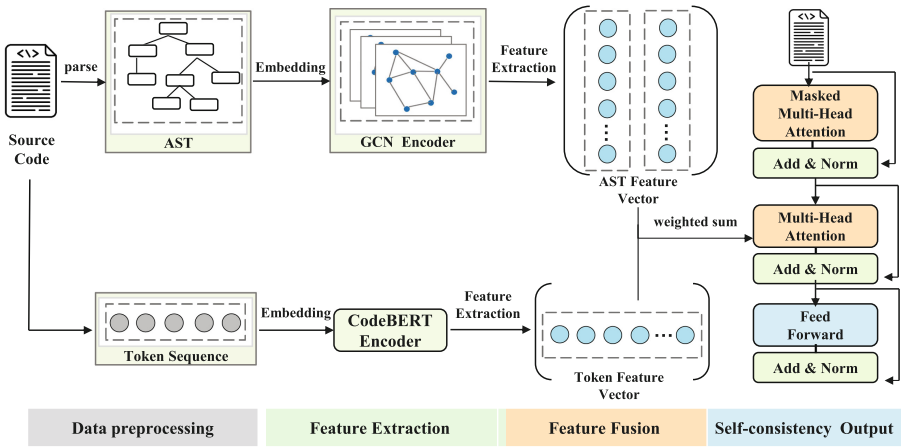 </>
Source
Code
parse
AST
Embedding
GCN Encoder
Feature
Extraction
AST Feature
Vector
Token Sequence
Embedding
CodeBERT
Encoder
Feature
Extraction
Token Feature
Vector
weighted sum
</>
Masked
Multi-Head
Attention
Add & Norm
Multi-Head
Attention
Add & Norm
Feed
Forward
Add & Norm
Data preprocessing
Feature Extraction
Feature Fusion
Self-consistency Output